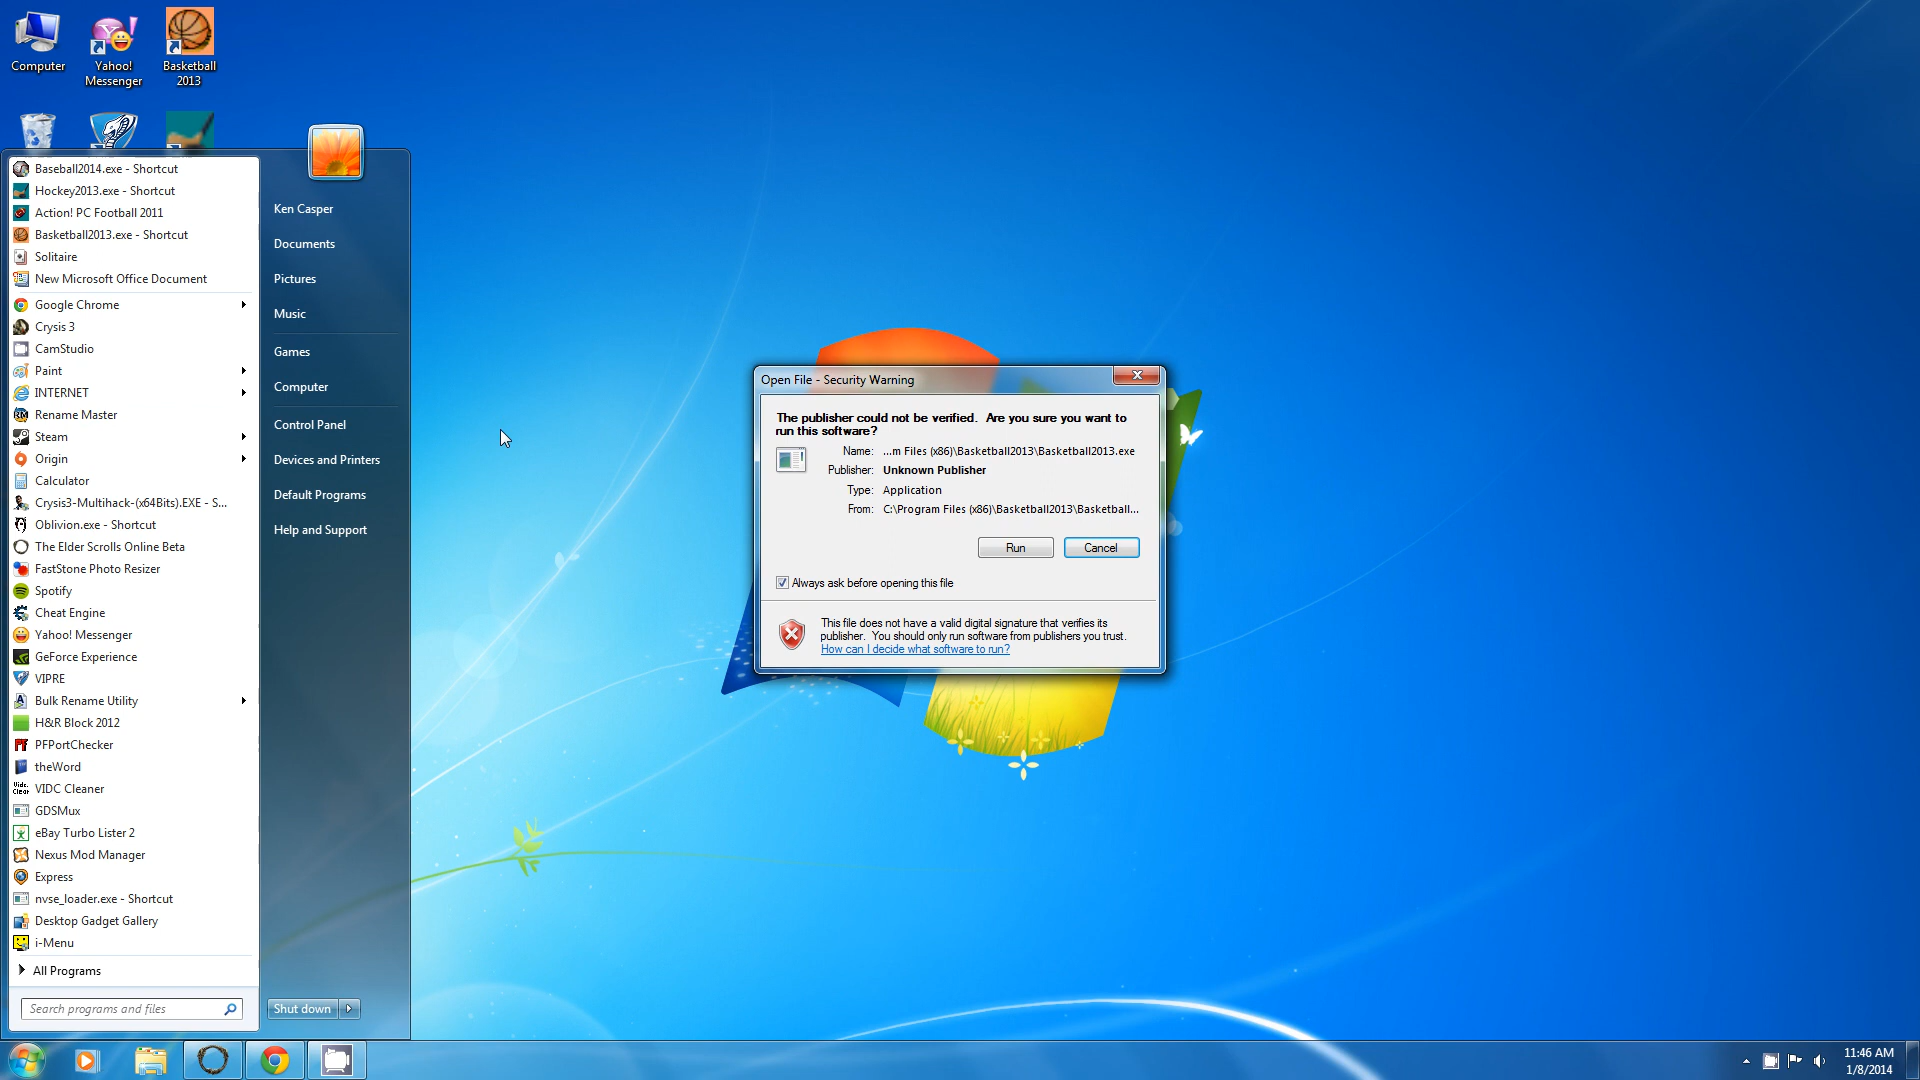 Computer
Yahoo!
Messenger
Basketball
2013
Baseball2014.exe - Shortcut
Hockey2013.exe - Shortcut
Action! PC Football 2011
Basketball2013.exe - Shortcut
Solitaire
New Microsoft Office Document
Google Chrome
Crysis 3
CamStudio
Paint
INTERNET
Rename Master
Steam
Origin
Calculator
Crysis3-Multihack-(x64Bits).EXE - S...
Oblivion.exe - Shortcut
The Elder Scrolls Online Beta
FastStone Photo Resizer
Spotify
Cheat Engine
Yahoo! Messenger
GeForce Experience
VIPRE
Bulk Rename Utility
H&R Block 2012
PFPortChecker
theWord
VIDC Cleaner
GDSMux
eBay Turbo Lister 2
Nexus Mod Manager
Express
nvse_loader.exe - Shortcut
Desktop Gadget Gallery
i-Menu
All Programs
Search programs and files
Ken Casper
Documents
Pictures
Music
Games
Computer
Control Panel
Devices and Printers
Default Programs
Help and Support
Shut down
Open File - Security Warning
The publisher could not be verified.  Are you sure you want to
run this software?
Name: ...m Files (x86)\Basketball2013\Basketball2013.exe
Publisher: Unknown Publisher
Type: Application
From: C:\Program Files (x86)\Basketball2013\Basketball...
Run
Cancel
Always ask before opening this file
This file does not have a valid digital signature that verifies its
publisher.  You should only run software from publishers you trust.
How can I decide what software to run?
11:46 AM
1/8/2014